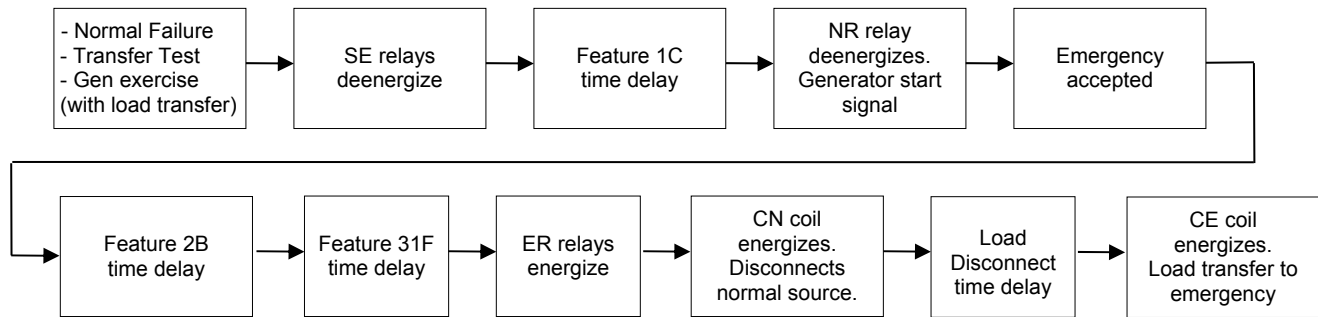 - Normal Failure
- Transfer Test
- Gen exercise
(with load transfer)
SE relays
deenergize
Feature 1C
time delay
NR relay
deenergizes.
Generator start
signal
Emergency
accepted
Feature 2B
time delay
Feature 31F
time delay
ER relays
energize
CN coil
energizes.
Disconnects
normal source.
Load
Disconnect
time delay
CE coil
energizes.
Load transfer to
emergency